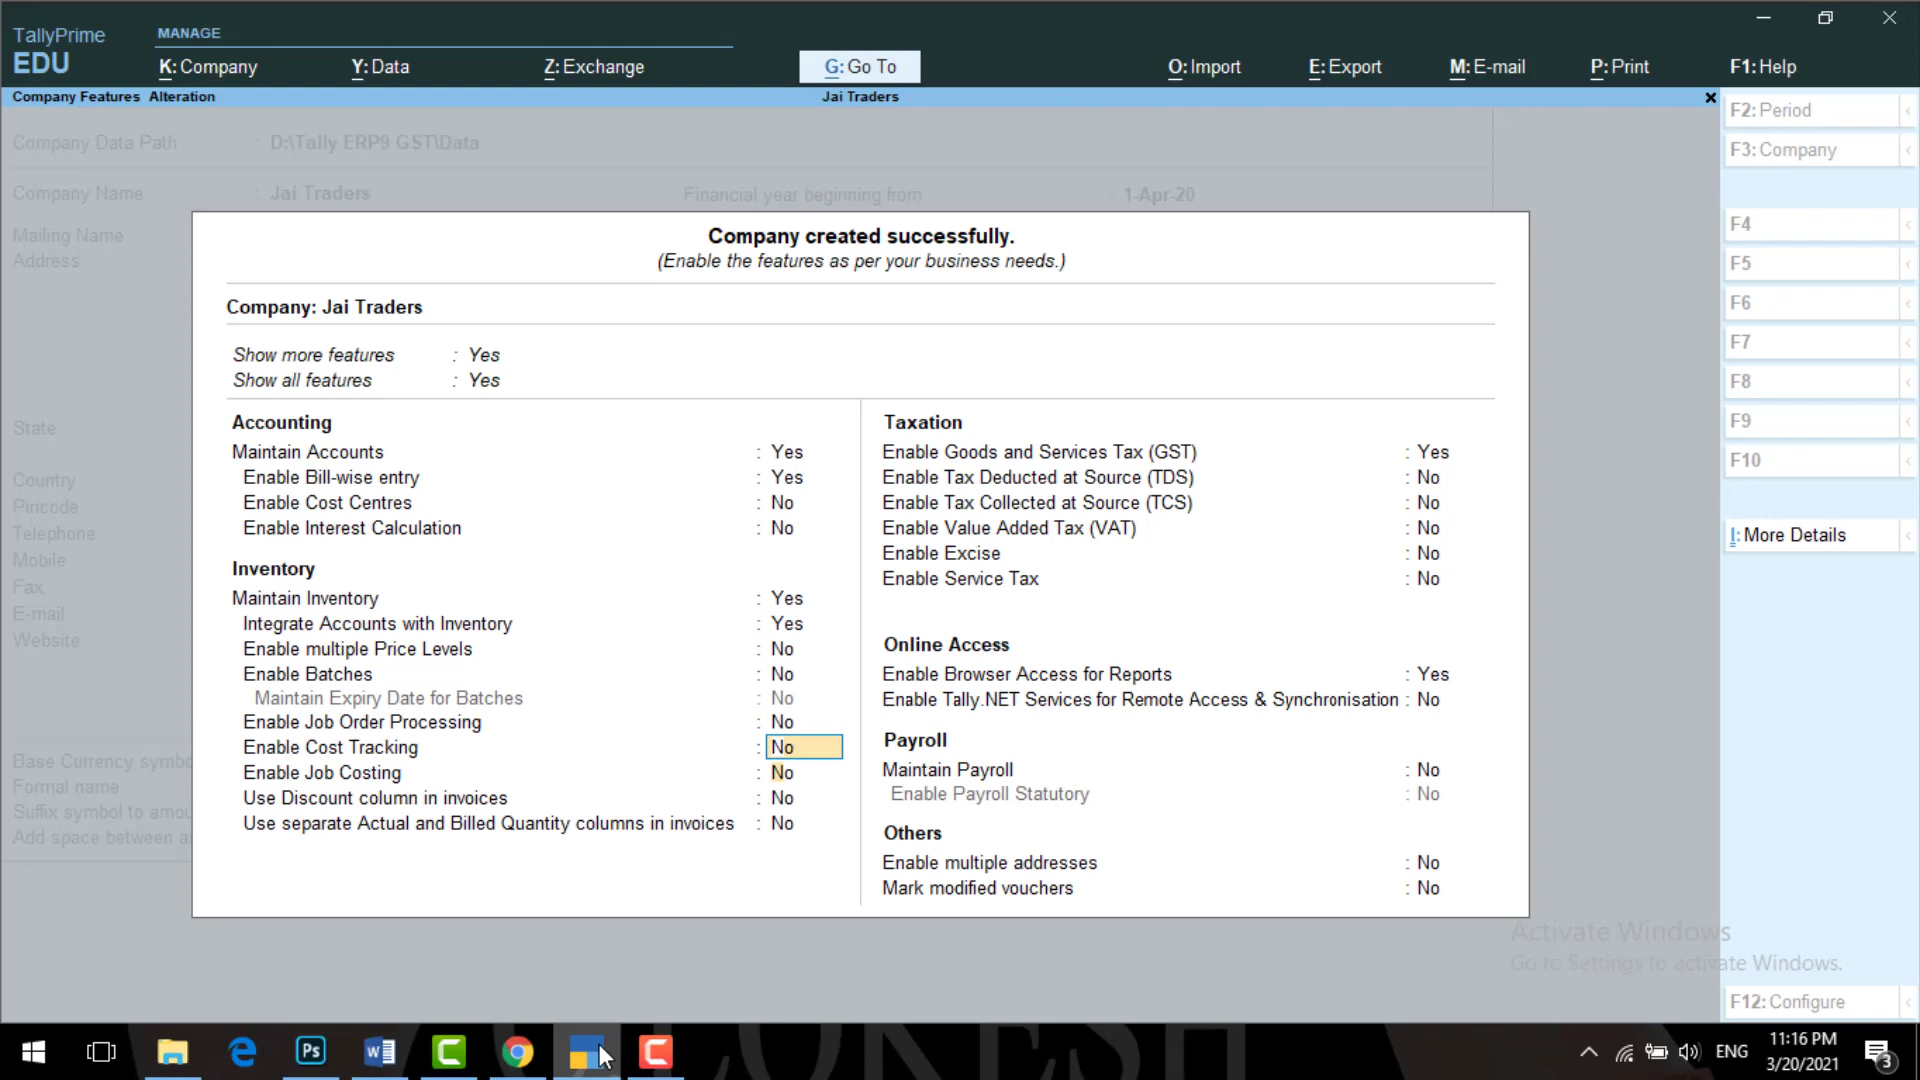 TallyPrime
EDU
MANAGE
K: Company
Y: Data
Z: Exchange
G: Go To
O: Import
E: Export
M: E-mail
P: Print
F1: Help
Company Features Alteration
Jai Traders
Company Data Path : D:\Tally ERP9 GST\Data
Company Name : Jai Traders
Financial year beginning from : 1-Apr-20
Mailing Name
Address
State
Country
Pincode
Telephone
Mobile
Fax
E-mail
Website
Base Currency symbo
Formal name
Suffix symbol to amou
Add space between a
Company created successfully.
(Enable the features as per your business needs.)
Company: Jai Traders
Show more features : Yes
Show all features : Yes
Accounting
Maintain Accounts : Yes
Enable Bill-wise entry : Yes
Enable Cost Centres : No
Enable Interest Calculation : No
Inventory
Maintain Inventory : Yes
Integrate Accounts with Inventory : Yes
Enable multiple Price Levels : No
Enable Batches : No
Maintain Expiry Date for Batches : No
Enable Job Order Processing : No
Enable Cost Tracking : No
Enable Job Costing : No
Use Discount column in invoices : No
Use separate Actual and Billed Quantity columns in invoices : No
Taxation
Enable Goods and Services Tax (GST) : Yes
Enable Tax Deducted at Source (TDS) : No
Enable Tax Collected at Source (TCS) : No
Enable Value Added Tax (VAT) : No
Enable Excise : No
Enable Service Tax : No
Online Access
Enable Browser Access for Reports : Yes
Enable Tally.NET Services for Remote Access & Synchronisation : No
Payroll
Maintain Payroll : No
Enable Payroll Statutory : No
Others
Enable multiple addresses : No
Mark modified vouchers : No
F2: Period
F3: Company
F4
F5
F6
F7
F8
F9
F10
I: More Details
F12: Configure
Activate Windows
Go to Settings to activate Windows.
Ps
ENG
11:16 PM
3/20/2021
3